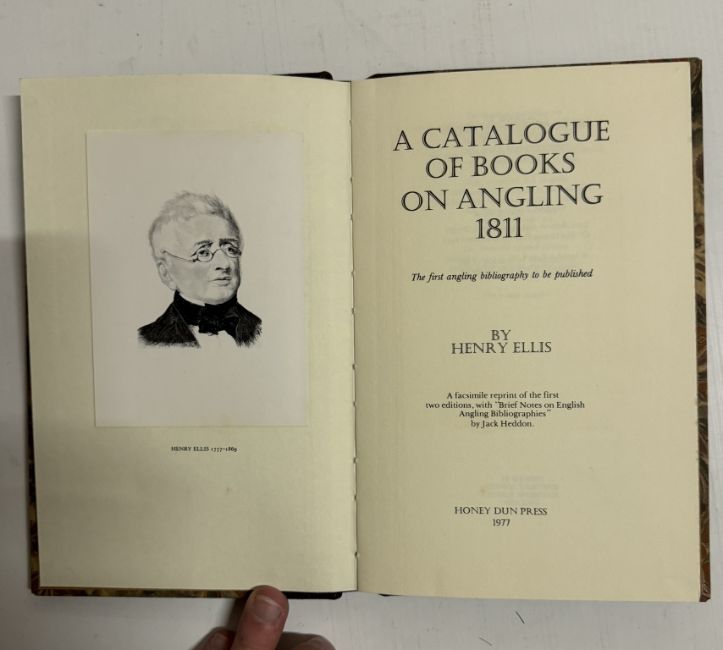 HENRY ELLIS 1777-1869
A CATALOGUE
OF BOOKS
ON ANGLING
1811
The first angling bibliography to be published
BY
HENRY ELLIS
A facsimile reprint of the first
two editions, with "Brief Notes on English
Angling Bibliographies"
by Jack Heddon.
HONEY DUN PRESS
1977